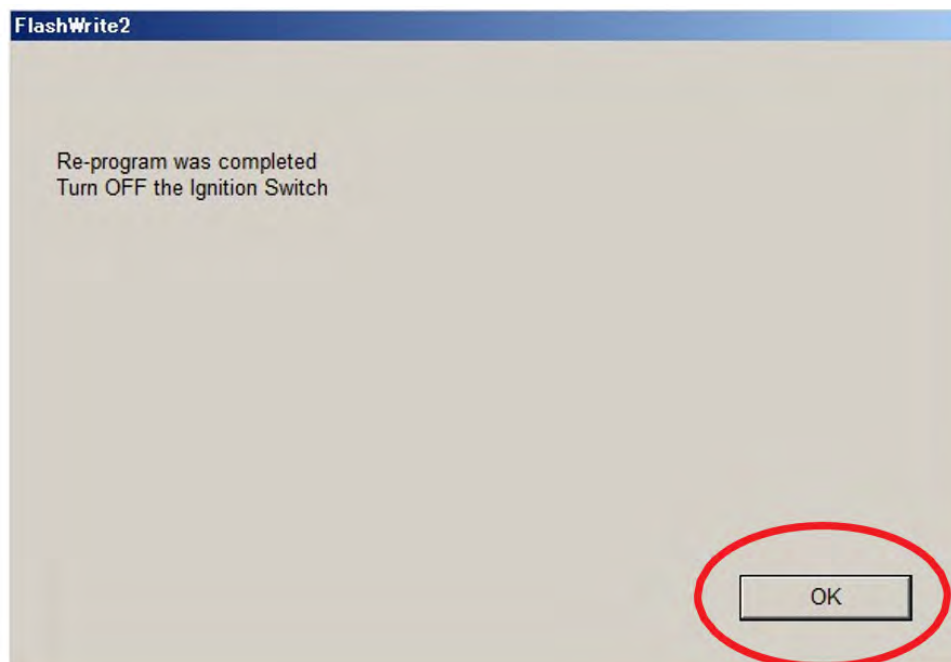 FlashWrite2
Re-program was completed
Turn OFF the Ignition Switch
OK